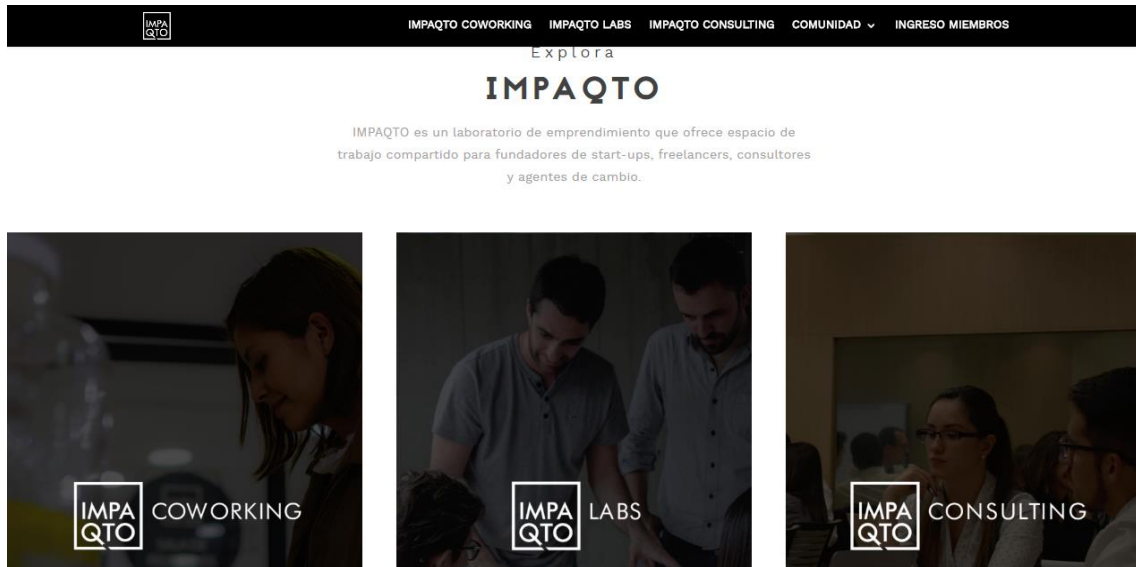 IMPA
QTO
IMPAQTO COWORKING IMPAQTO LABS IMPAQTO CONSULTING COMUNIDAD INGRESO MIEMBROS
Explora
IMPAQTO
IMPAQTO es un laboratorio de emprendimiento que ofrece espacio de
trabajo compartido para fundadores de start-ups, freelancers, consultores
y agentes de cambio.
IMPA
QTO
COWORKING
IMPA
QTO
LABS
IMPA
QTO
CONSULTING